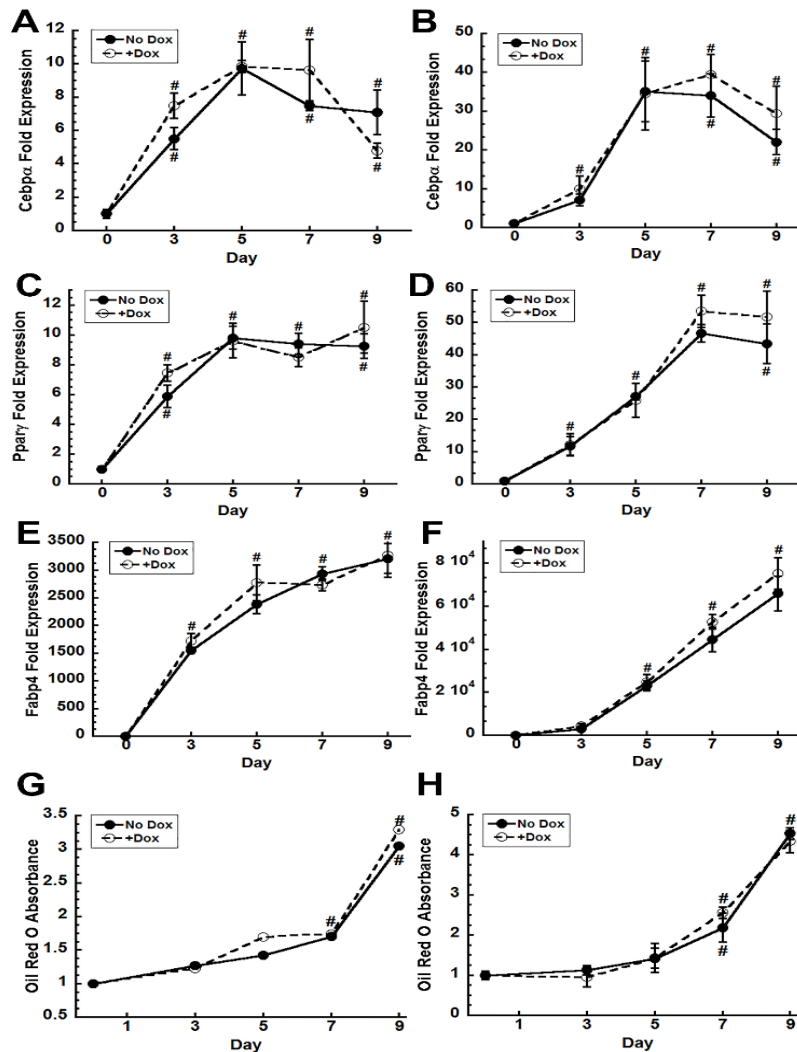 A
No Dox
+Dox
Cebpα Fold Expression
12
10
8
6
4
2
0
# # # # # #
0 3 5 7 9
Day
B
No Dox
+Dox
Cebpα Fold Expression
50
40
30
20
10
0
# # # # # #
0 3 5 7 9
Day
C
No Dox
+Dox
Pparγ Fold Expression
12
10
8
6
4
2
0
# # # # # #
0 3 5 7 9
Day
D
No Dox
+Dox
Pparγ Fold Expression
60
50
40
30
20
10
0
# # # # #
0 3 5 7 9
Day
E
No Dox
+Dox
Fabp4 Fold Expression
3500
3000
2500
2000
1500
1000
500
0
# # # #
0 3 5 7 9
Day
F
No Dox
+Dox
Fabp4 Fold Expression
8 10⁴
6 10⁴
4 10⁴
2 10⁴
0
# # #
0 3 5 7 9
Day
G
No Dox
+Dox
Oil Red O Absorbance
3.5
3
2.5
2
1.5
1
0.5
# # #
1 3 5 7 9
Day
H
No Dox
+Dox
Oil Red O Absorbance
5
4
3
2
1
0
# # #
1 3 5 7 9
Day